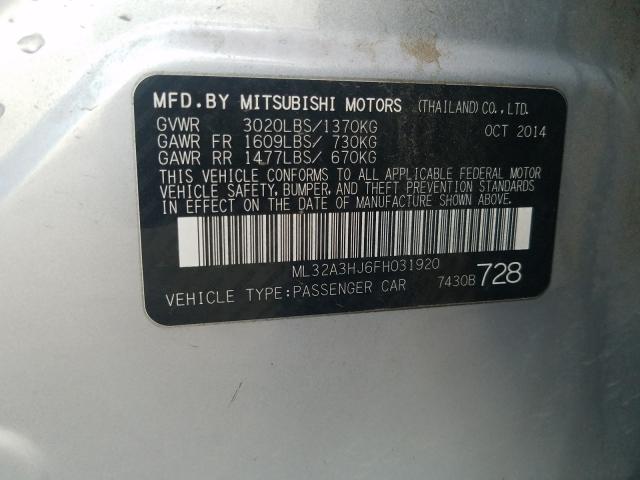 MFD.BY MITSUBISHI MOTORS (THAILAND)CO.,LTD.
GVWR 3020LBS/1370KG OCT 2014
GAWR FR 1609LBS/ 730KG
GAWR RR 1477LBS/ 670KG
THIS VEHICLE CONFORMS TO ALL APPLICABLE FEDERAL MOTOR
VEHICLE SAFETY, BUMPER, AND THEFT PREVENTION STANDARDS
IN EFFECT ON THE DATE OF MANUFACTURE SHOWN ABOVE.
ML32A3HJ6FH031920
VEHICLE TYPE:PASSENGER CAR 7430B 728